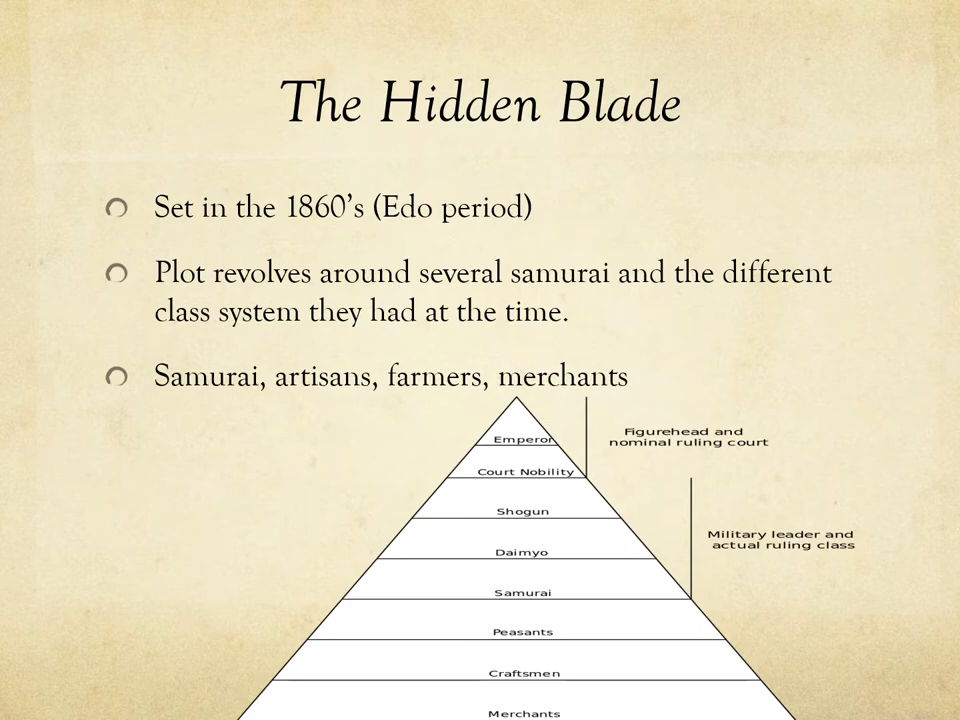 The Hidden Blade
Set in the 1860's (Edo period)
Plot revolves around several samurai and the different
class system they had at the time.
Samurai, artisans, farmers, merchants
Emperor
Figurehead and
nominal ruling court
Court Nobility
Shogun
Military leader and
actual ruling class
Daimyo
Samurai
Peasants
Craftsmen
Merchants